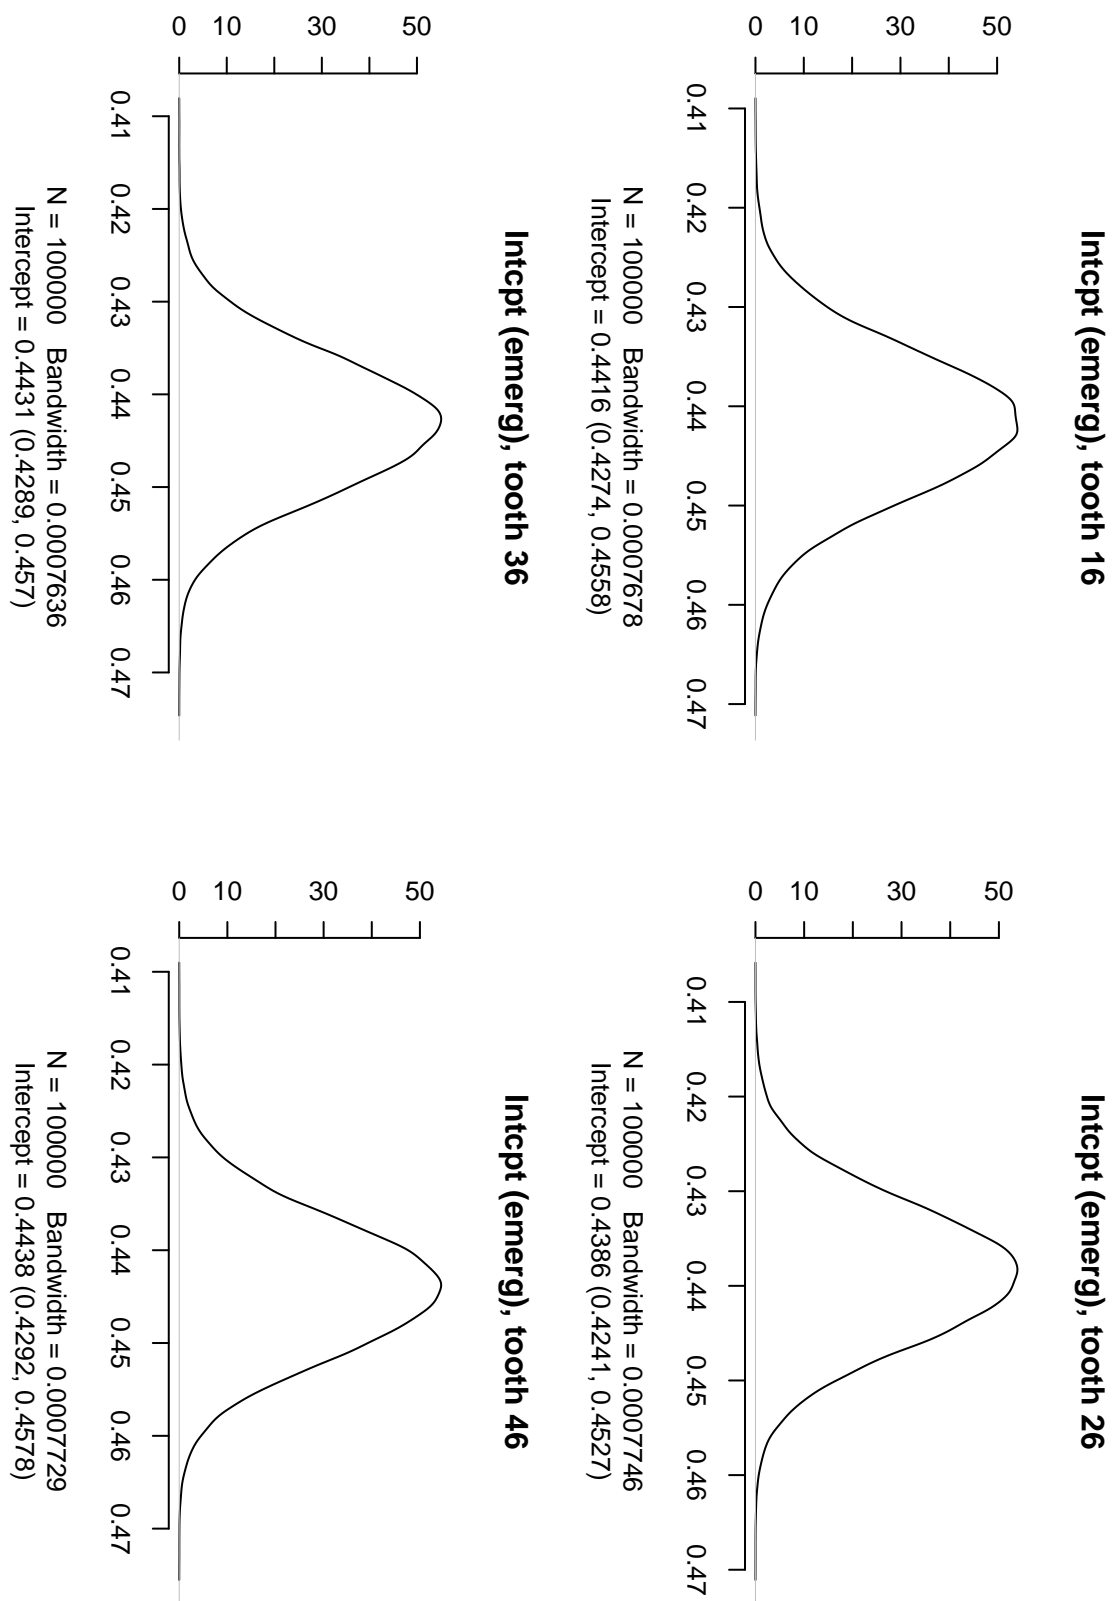 Intcpt (emerg), tooth 16
0 10 30 50
0.41 0.42 0.43 0.44 0.45 0.46 0.47
N = 100000 Bandwidth = 0.0007678
Intercept = 0.4416 (0.4274, 0.4558)
Intcpt (emerg), tooth 26
0 10 30 50
0.41 0.42 0.43 0.44 0.45 0.46 0.47
N = 100000 Bandwidth = 0.0007746
Intercept = 0.4386 (0.4241, 0.4527)
Intcpt (emerg), tooth 36
0 10 30 50
0.41 0.42 0.43 0.44 0.45 0.46 0.47
N = 100000 Bandwidth = 0.0007636
Intercept = 0.4431 (0.4289, 0.457)
Intcpt (emerg), tooth 46
0 10 30 50
0.41 0.42 0.43 0.44 0.45 0.46 0.47
N = 100000 Bandwidth = 0.0007729
Intercept = 0.4438 (0.4292, 0.4578)